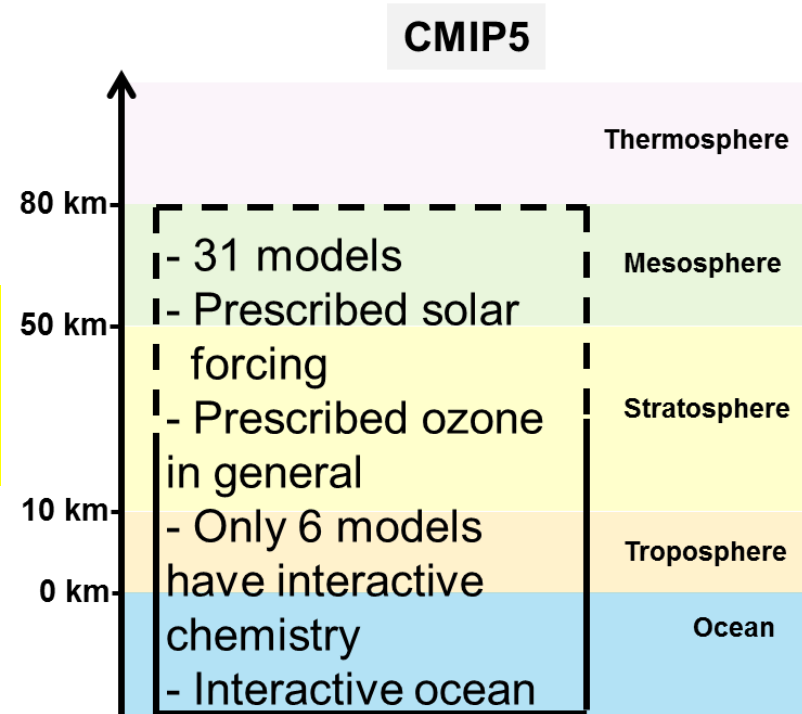 CMIP5
Thermosphere
80 km
- 31 models
Mesosphere
- Prescribed solar
50 km
forcing
- Prescribed ozone
Stratosphere
in general
10 km
- Only 6 models
Troposphere
have interactive
0 km
chemistry
Ocean
- Interactive ocean